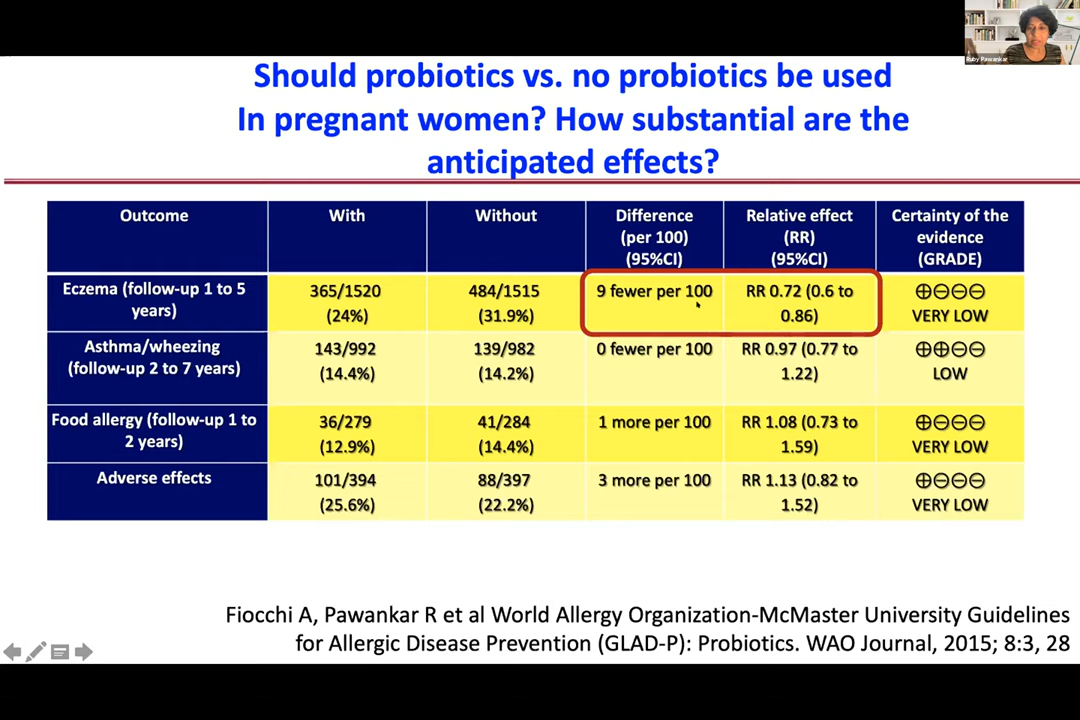 Ruby Pawankar
Should probiotics vs. no probiotics be used
In pregnant women? How substantial are the
anticipated effects?
Outcome
With
Without
Difference
(per 100)
(95%CI)
Relative effect
(RR)
(95%CI)
Certainty of the
evidence
(GRADE)
Eczema (follow-up 1 to 5
years)
365/1520
(24%)
484/1515
(31.9%)
9 fewer per 100
RR 0.72 (0.6 to
0.86)
⊕⊖⊖⊖
VERY LOW
Asthma/wheezing
(follow-up 2 to 7 years)
143/992
(14.4%)
139/982
(14.2%)
0 fewer per 100
RR 0.97 (0.77 to
1.22)
⊕⊕⊖⊖
LOW
Food allergy (follow-up 1 to
2 years)
36/279
(12.9%)
41/284
(14.4%)
1 more per 100
RR 1.08 (0.73 to
1.59)
⊕⊖⊖⊖
VERY LOW
Adverse effects
101/394
(25.6%)
88/397
(22.2%)
3 more per 100
RR 1.13 (0.82 to
1.52)
⊕⊖⊖⊖
VERY LOW
Fiocchi A, Pawankar R et al World Allergy Organization-McMaster University Guidelines
for Allergic Disease Prevention (GLAD-P): Probiotics. WAO Journal, 2015; 8:3, 28